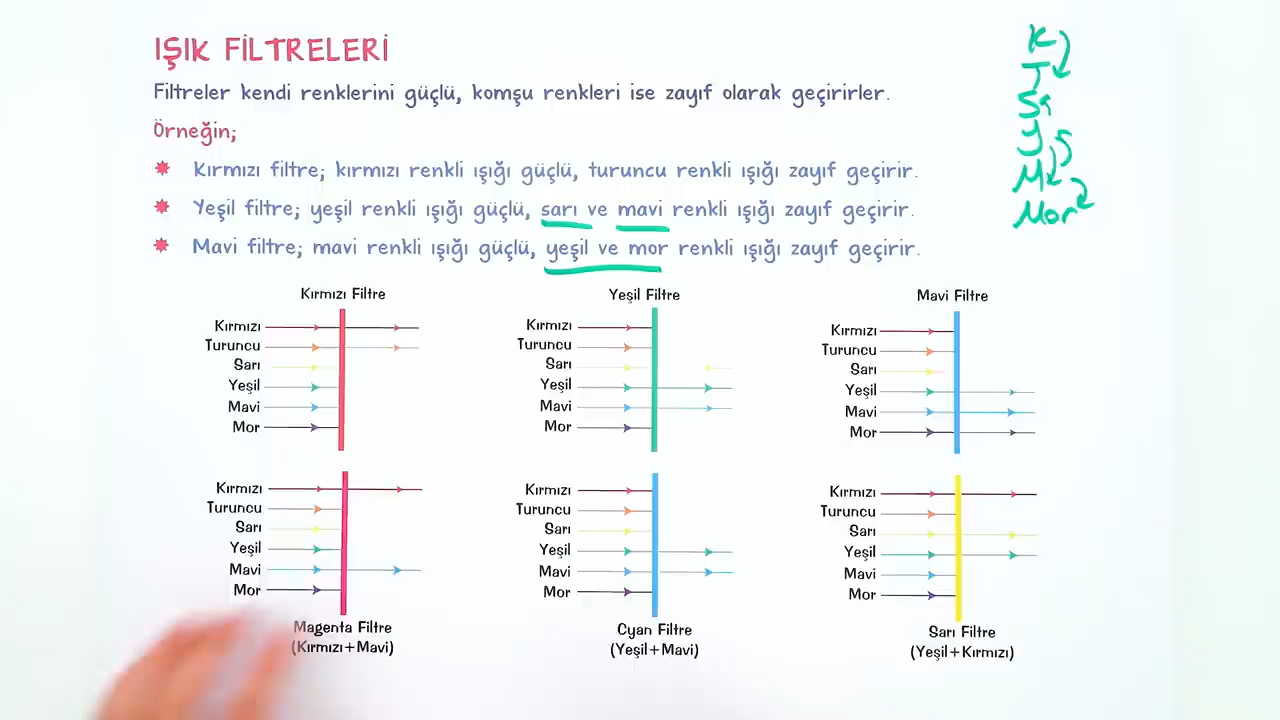 IŞIK FİLTRELERİ
Filtreler kendi renklerini güçlü, komşu renkleri ise zayıf olarak geçirirler.
Örneğin;
Kırmızı filtre; kırmızı renkli ışığı güçlü, turuncu renkli ışığı zayıf geçirir.
Yeşil filtre; yeşil renkli ışığı güçlü, sarı ve mavi renkli ışığı zayıf geçirir.
Mavi filtre; mavi renkli ışığı güçlü, yeşil ve mor renkli ışığı zayıf geçirir.
K
T
Sa
Y
M
Mor
Kırmızı Filtre
Kırmızı
Turuncu
Sarı
Yeşil
Mavi
Mor
Yeşil Filtre
Kırmızı
Turuncu
Sarı
Yeşil
Mavi
Mor
Mavi Filtre
Kırmızı
Turuncu
Sarı
Yeşil
Mavi
Mor
Kırmızı
Turuncu
Sarı
Yeşil
Mavi
Mor
Magenta Filtre
(Kırmızı+Mavi)
Kırmızı
Turuncu
Sarı
Yeşil
Mavi
Mor
Cyan Filtre
(Yeşil+Mavi)
Kırmızı
Turuncu
Sarı
Yeşil
Mavi
Mor
Sarı Filtre
(Yeşil+Kırmızı)